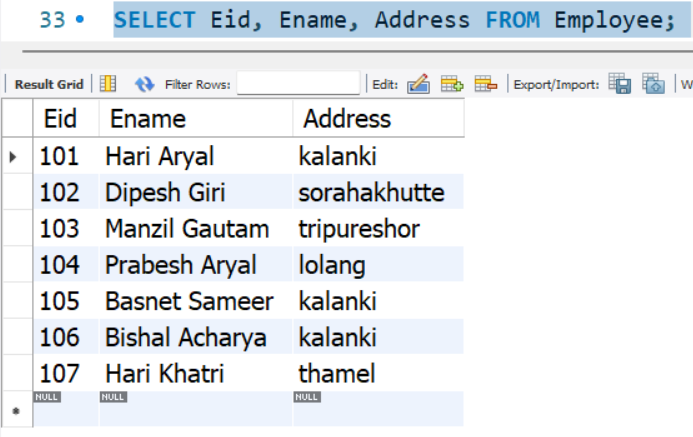 33 SELECT Eid, Ename, Address FROM Employee;
Result Grid Filter Rows: Edit: Export/Import: W
Eid Ename Address
101 Hari Aryal kalanki
102 Dipesh Giri sorahakhutte
103 Manzil Gautam tripureshor
104 Prabesh Aryal lolang
105 Basnet Sameer kalanki
106 Bishal Acharya kalanki
107 Hari Khatri thamel
NULL NULL NULL